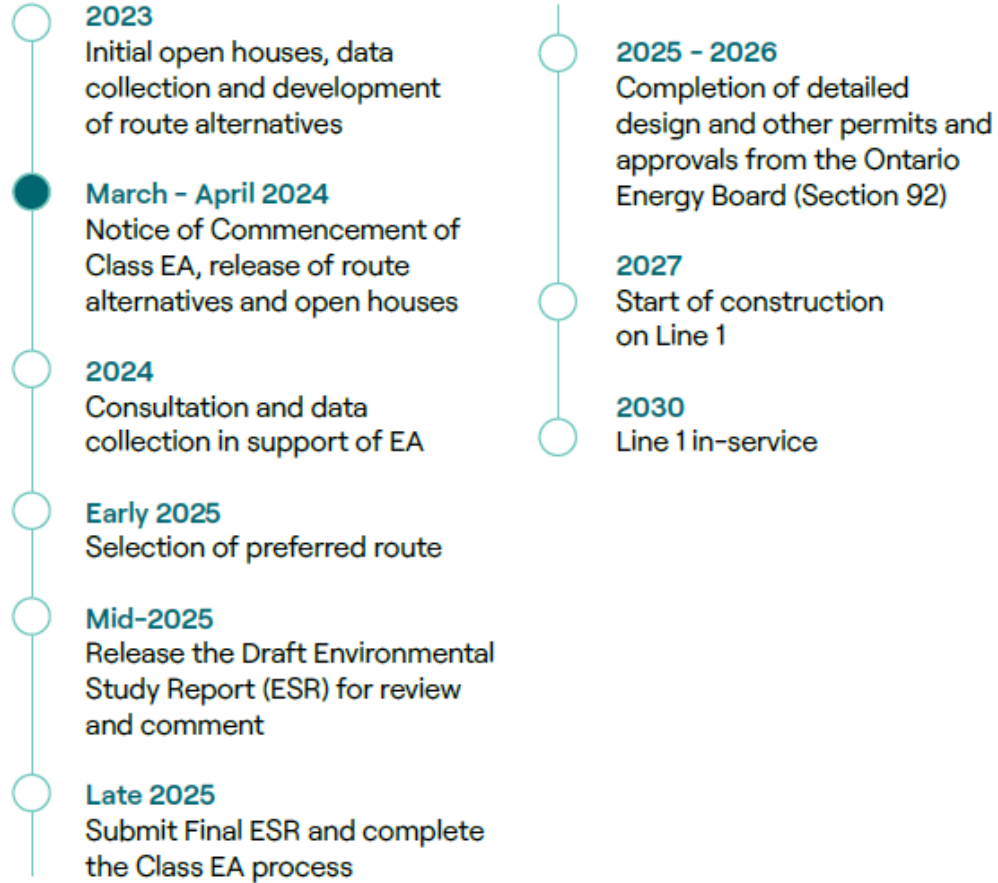 2023
Initial open houses, data
collection and development
of route alternatives
March - April 2024
Notice of Commencement of
Class EA, release of route
alternatives and open houses
2024
Consultation and data
collection in support of EA
Early 2025
Selection of preferred route
Mid-2025
Release the Draft Environmental
Study Report (ESR) for review
and comment
Late 2025
Submit Final ESR and complete
the Class EA process
2025 - 2026
Completion of detailed
design and other permits and
approvals from the Ontario
Energy Board (Section 92)
2027
Start of construction
on Line 1
2030
Line 1 in-service